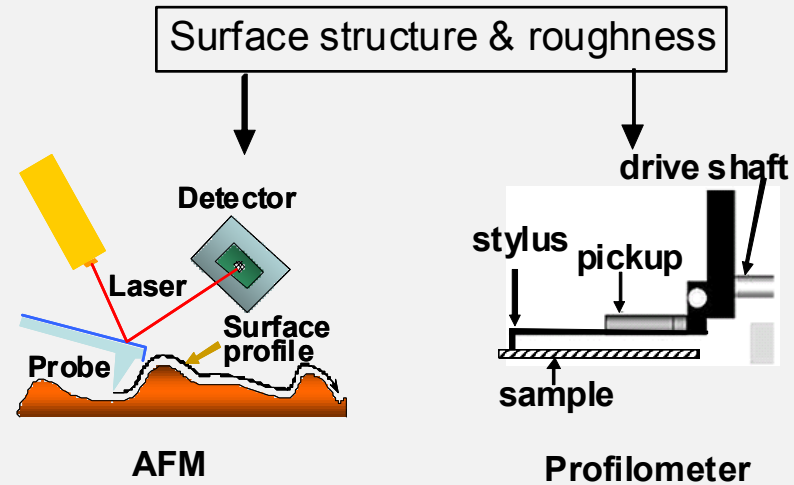 Surface structure & roughness
Detector
Laser
Probe
Surface
profile
AFM
drive shaft
stylus
pickup
sample
Profilometer